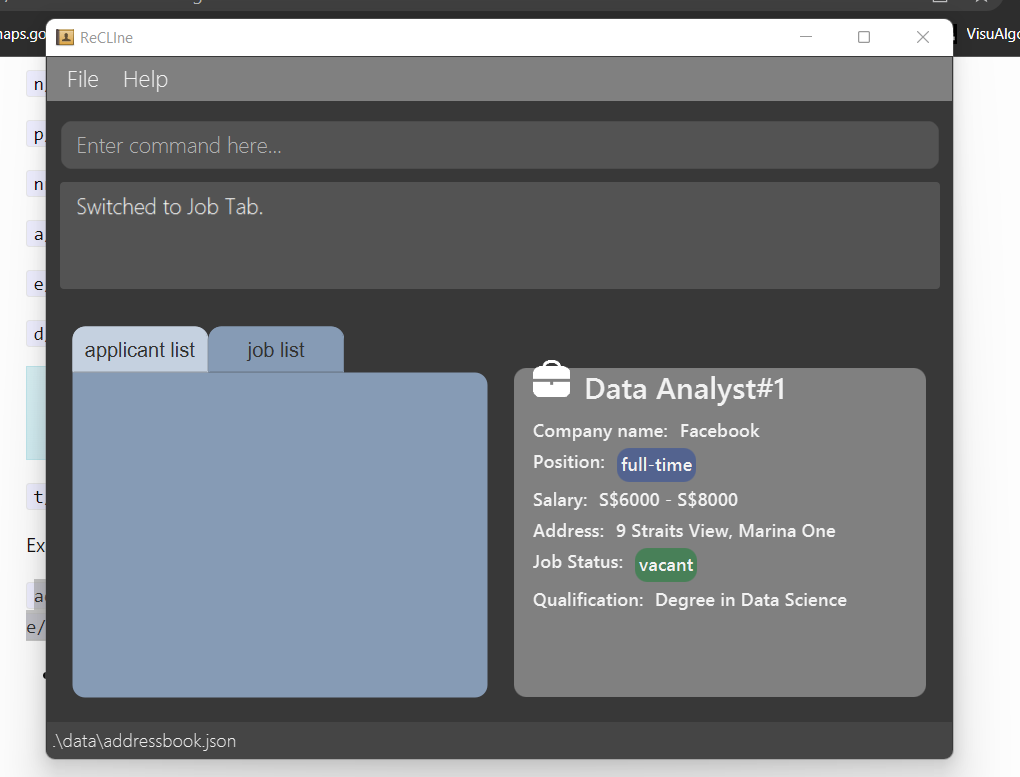 maps.go
VisuAlgo
ReCLIne
File Help
Enter command here...
Switched to Job Tab.
applicant list job list
Data Analyst#1
Company name: Facebook
Position: full-time
Salary: S$6000 - S$8000
Address: 9 Straits View, Marina One
Job Status: vacant
Qualification: Degree in Data Science
.\data\addressbook.json
n/
p/
n
a/
e/
d/
t/
Ex
a
e/